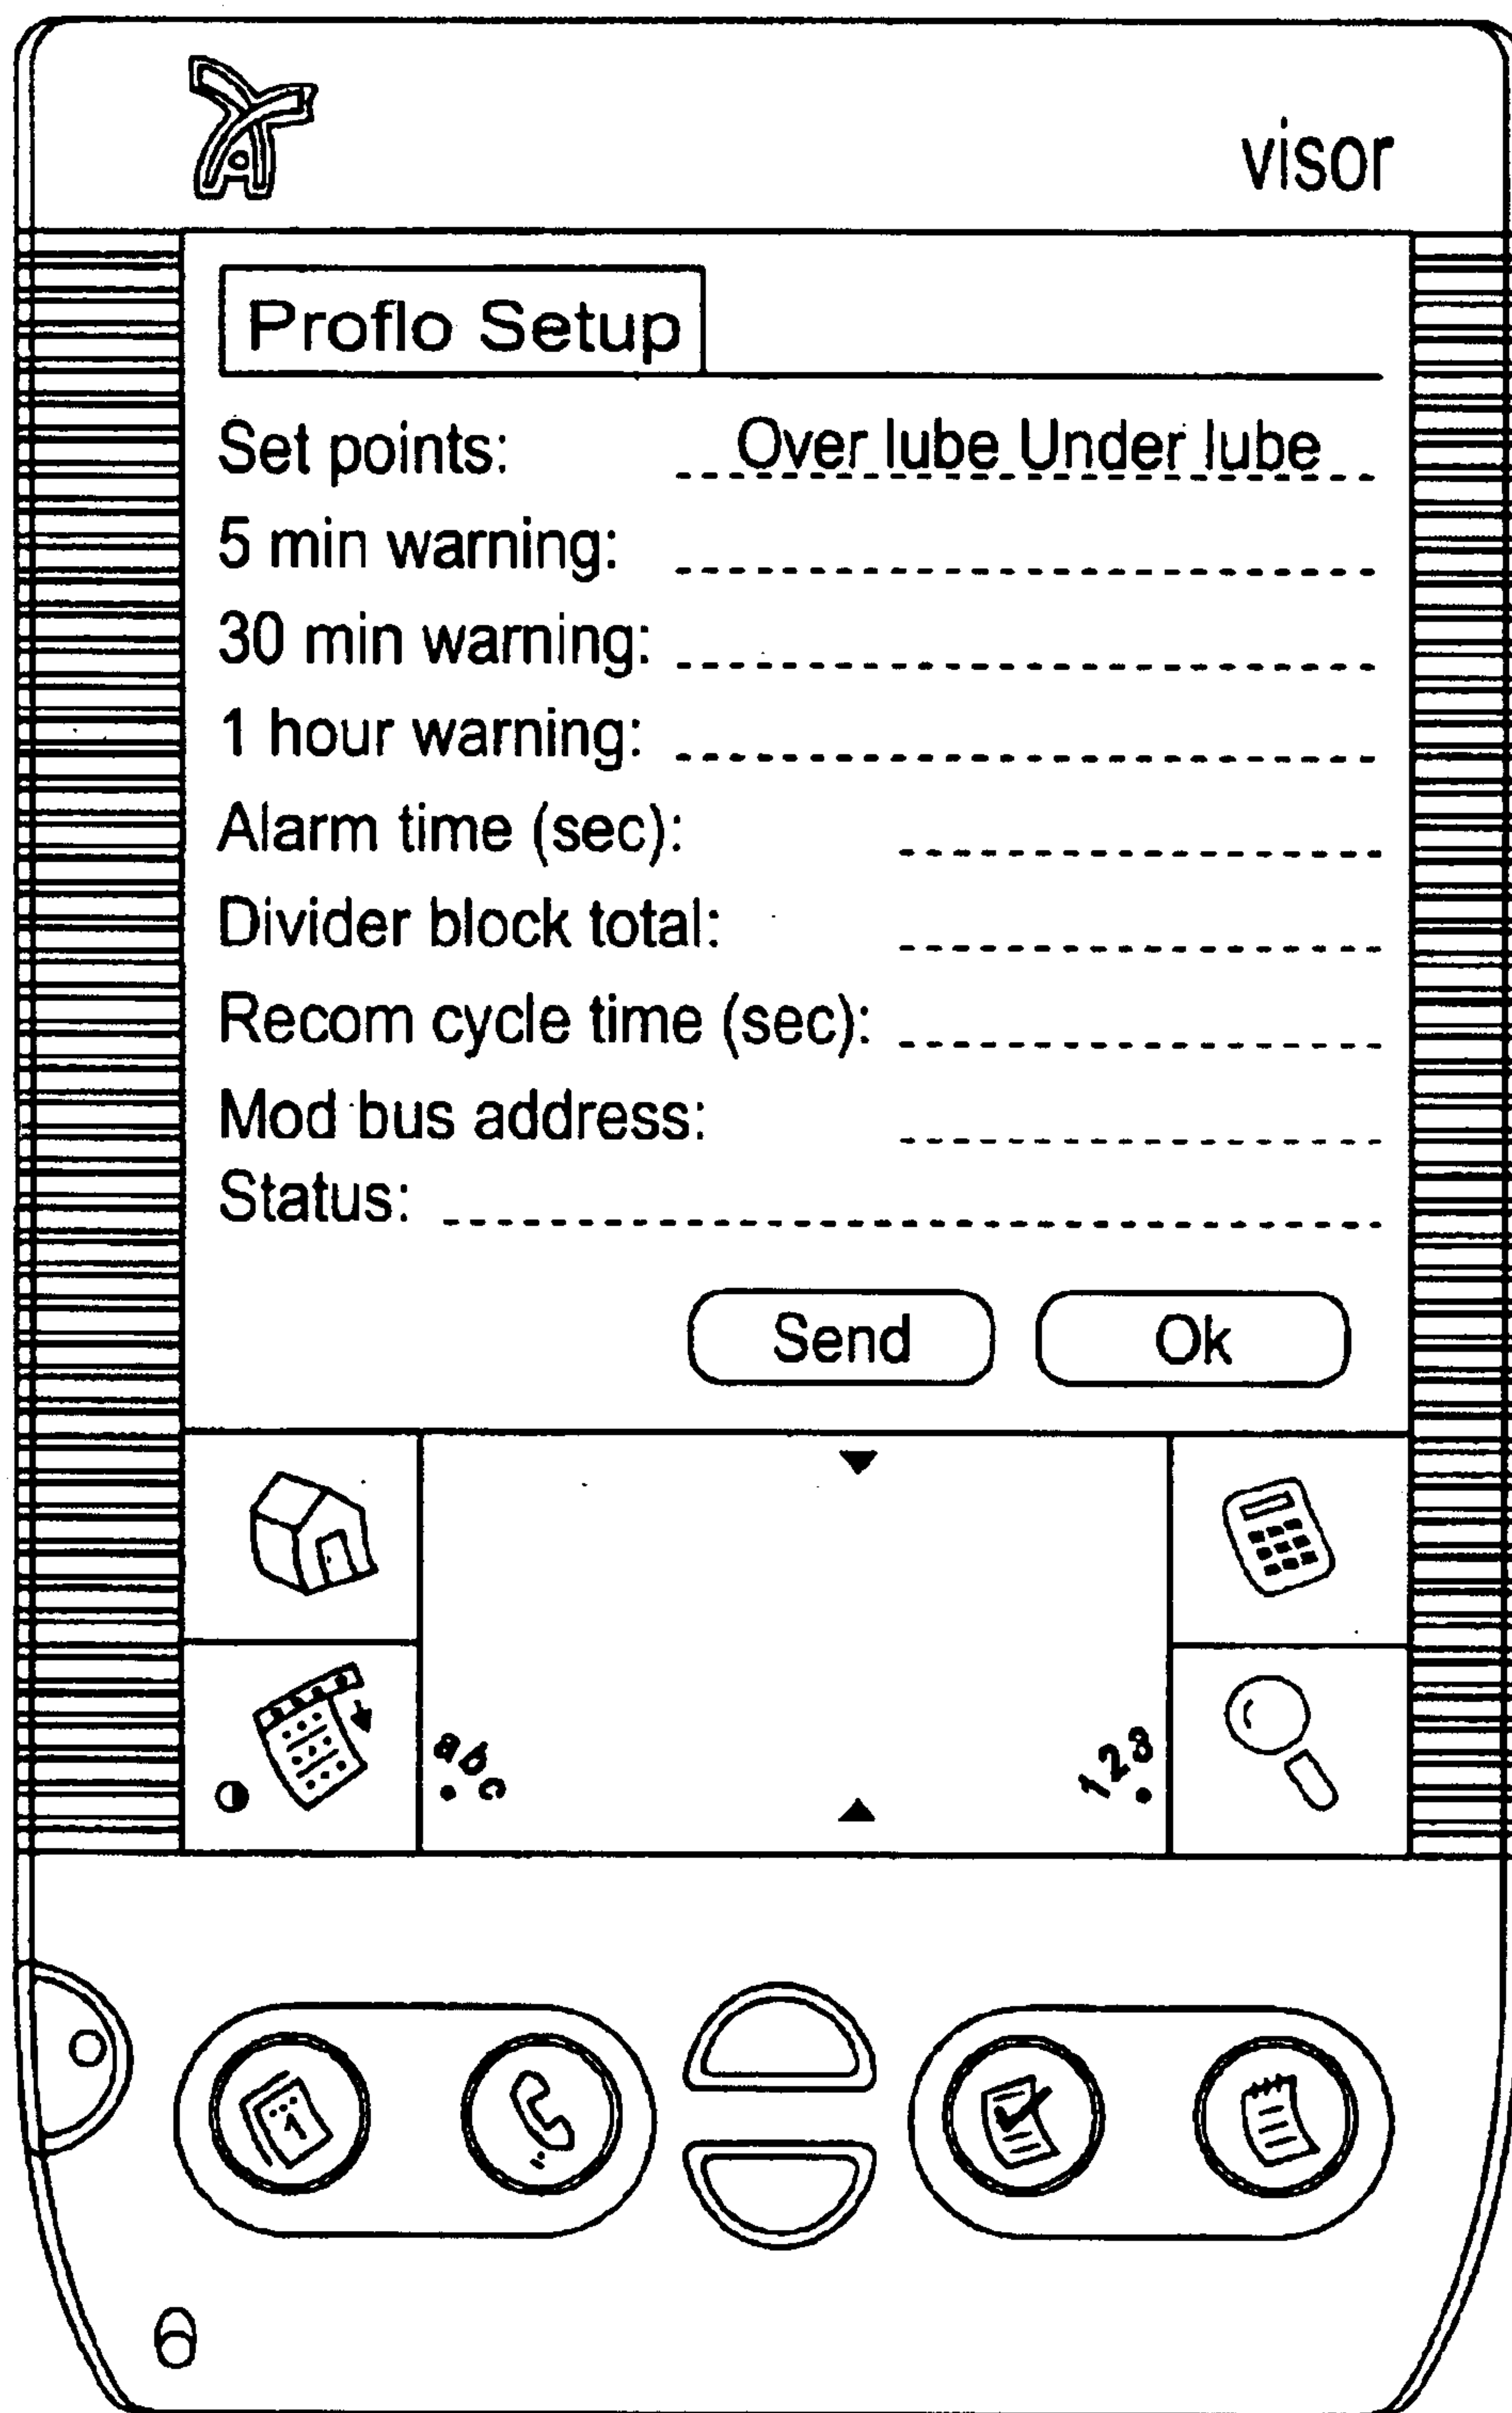 visor
Proflo Setup
Set points: Over lube Under lube
5 min warning:
30 min warning:
1 hour warning:
Alarm time (sec):
Divider block total:
Recom cycle time (sec):
Mod bus address:
Status:
Send Ok
abc 123
1